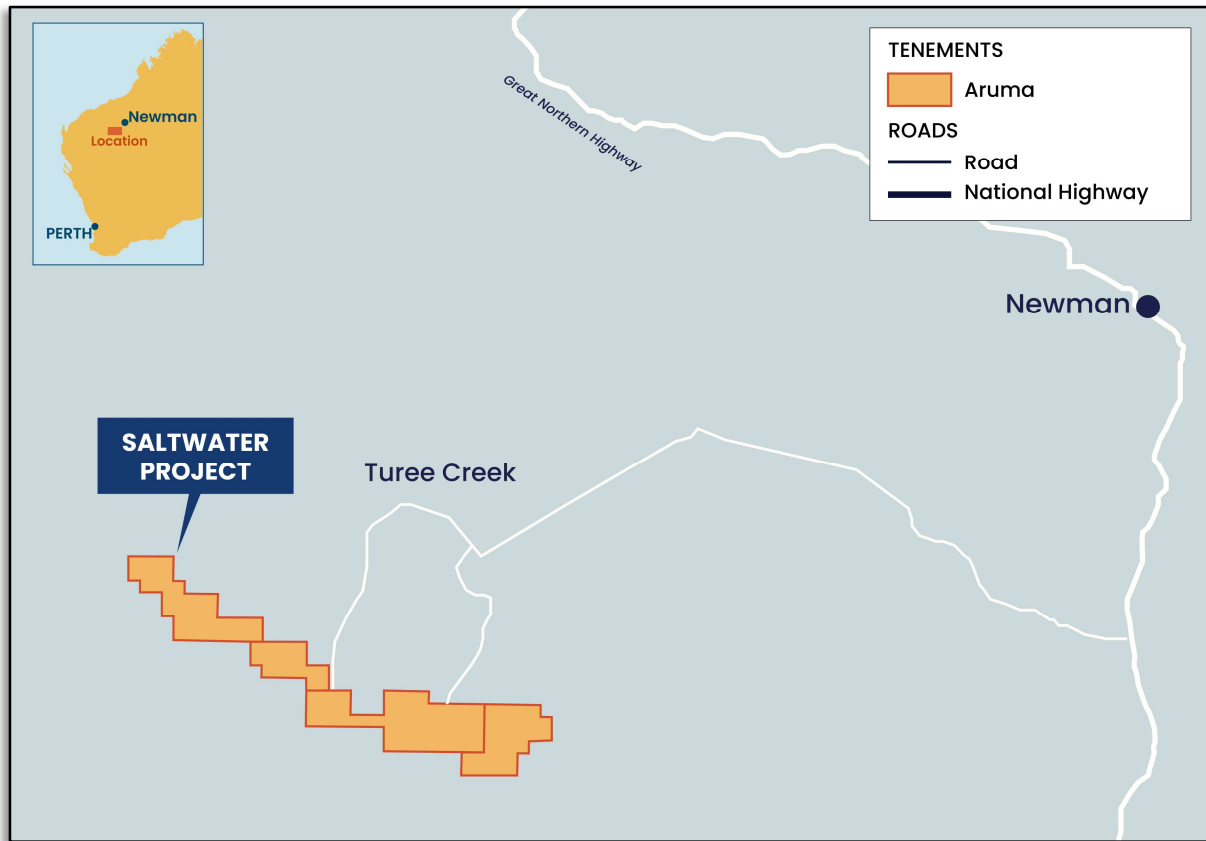 Newman
Location
PERTH
Great Northern Highway
TENEMENTS
Aruma
ROADS
Road
National Highway
Newman
SALTWATER
PROJECT
Turee Creek